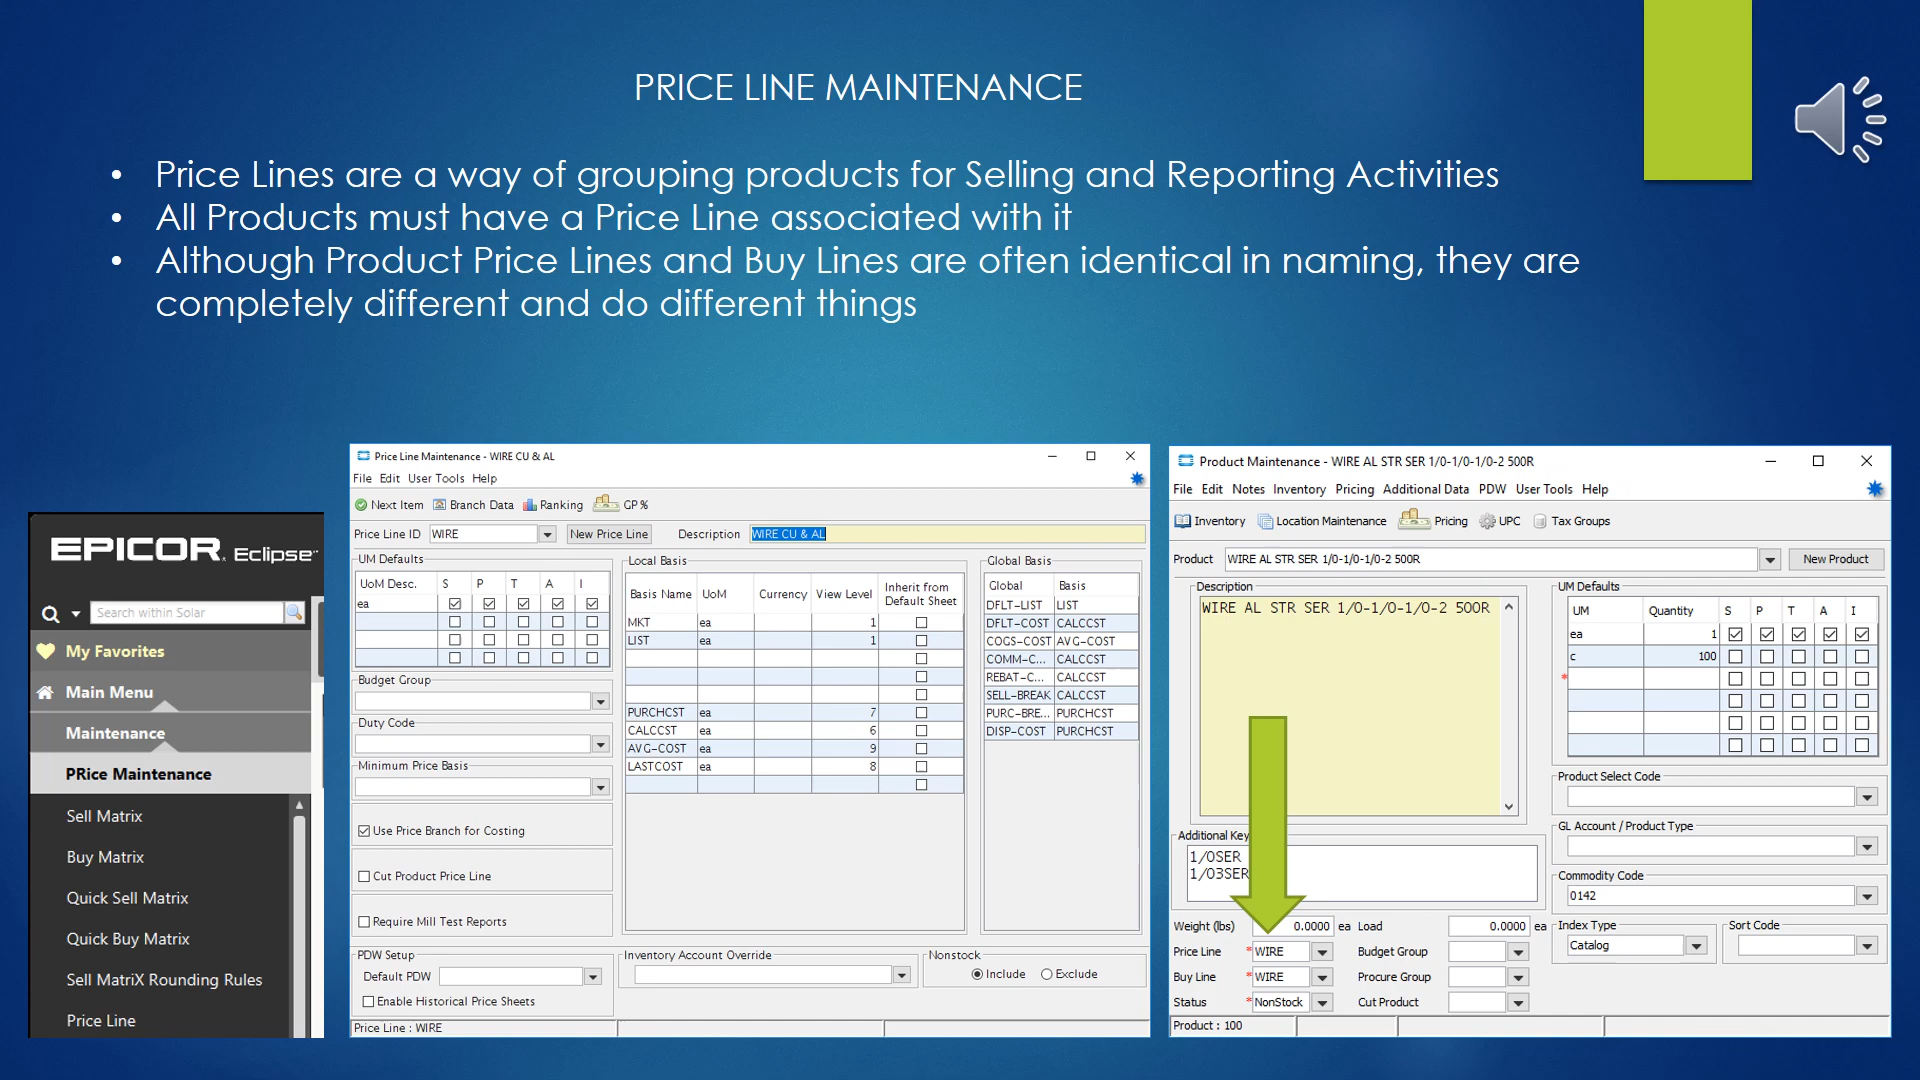 PRICE LINE MAINTENANCE
• Price Lines are a way of grouping products for Selling and Reporting Activities
• All Products must have a Price Line associated with it
• Although Product Price Lines and Buy Lines are often identical in naming, they are
completely different and do different things
EPICOR Eclipse
Search within Solar
My Favorites
Main Menu
Maintenance
PRice Maintenance
Sell Matrix
Buy Matrix
Quick Sell Matrix
Quick Buy Matrix
Sell MatriX Rounding Rules
Price Line
Price Line Maintenance - WIRE CU & AL
File Edit User Tools Help
Next Item Branch Data Ranking GP %
Price Line ID WIRE New Price Line Description WIRE CU & AL
UM Defaults
UoM Desc. S P T A I
ea
Budget Group
Duty Code
Minimum Price Basis
Use Price Branch for Costing
Cut Product Price Line
Require Mill Test Reports
PDW Setup
Default PDW
Enable Historical Price Sheets
Local Basis
Basis Name UoM Currency View Level Inherit from Default Sheet
MKT ea 1
LIST ea 1
PURCHCST ea 7
CALCCST ea 6
AVG-COST ea 9
LASTCOST ea 8
Global Basis
Global Basis
DFLT-LIST LIST
DFLT-COST CALCCST
COGS-COST AVG-COST
COMM-C... CALCCST
REBAT-C... CALCCST
SELL-BREAK CALCCST
PURC-BRE... PURCHCST
DISP-COST PURCHCST
Inventory Account Override
Nonstock
Include Exclude
Price Line : WIRE
Product Maintenance - WIRE AL STR SER 1/0-1/0-1/0-2 500R
File Edit Notes Inventory Pricing Additional Data PDW User Tools Help
Inventory Location Maintenance Pricing UPC Tax Groups
Product WIRE AL STR SER 1/0-1/0-1/0-2 500R New Product
Description
WIRE AL STR SER 1/0-1/0-1/0-2 500R
Additional Key
1/0SER
1/03SER
UM Defaults
UM Quantity S P T A I
ea 1
c 100
*
Product Select Code
GL Account / Product Type
Commodity Code
0142
Index Type
Catalog
Sort Code
Weight (lbs) 0.0000 ea Load 0.0000 ea
Price Line * WIRE Budget Group
Buy Line * WIRE Procure Group
Status * NonStock Cut Product
Product : 100